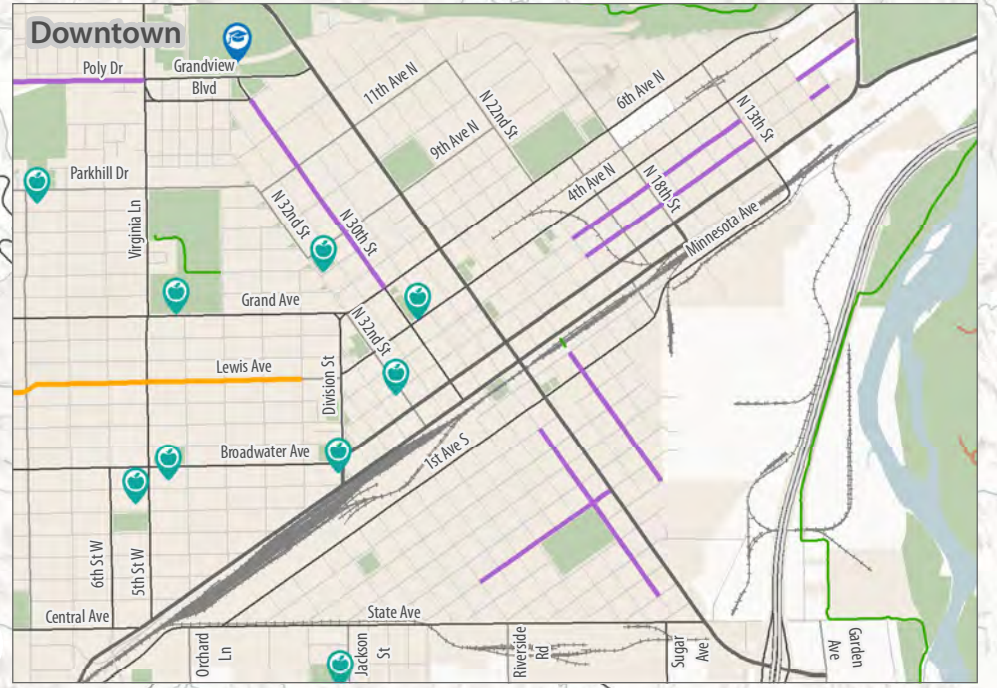 Downtown
Poly Dr
Grandview
Blvd
11th Ave N
N 22nd St
6th Ave N
9th Ave N
N 13th St
Parkhill Dr
4th Ave N
N 18th St
Virginia Ln
N 32nd St
N 30th St
Minnesota Ave
Grand Ave
N 32nd St
Lewis Ave
Division St
Broadwater Ave
1st Ave S
6th St W
5th St W
Central Ave
State Ave
Orchard
Ln
Jackson
St
Riverside
Rd
Sugar
Ave
Garden
Ave